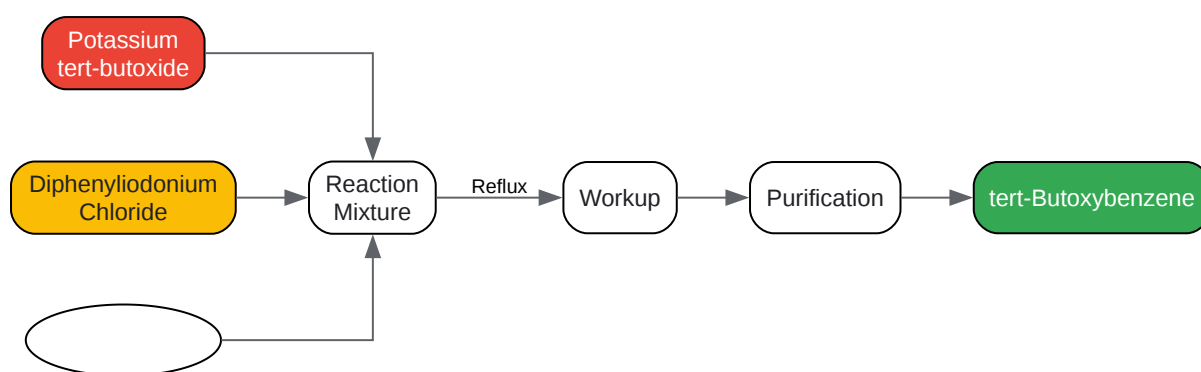 Potassium
tert-butoxide
Diphenyliodonium
Chloride
Reaction
Mixture
Reflux
Workup
Purification
tert-Butoxybenzene